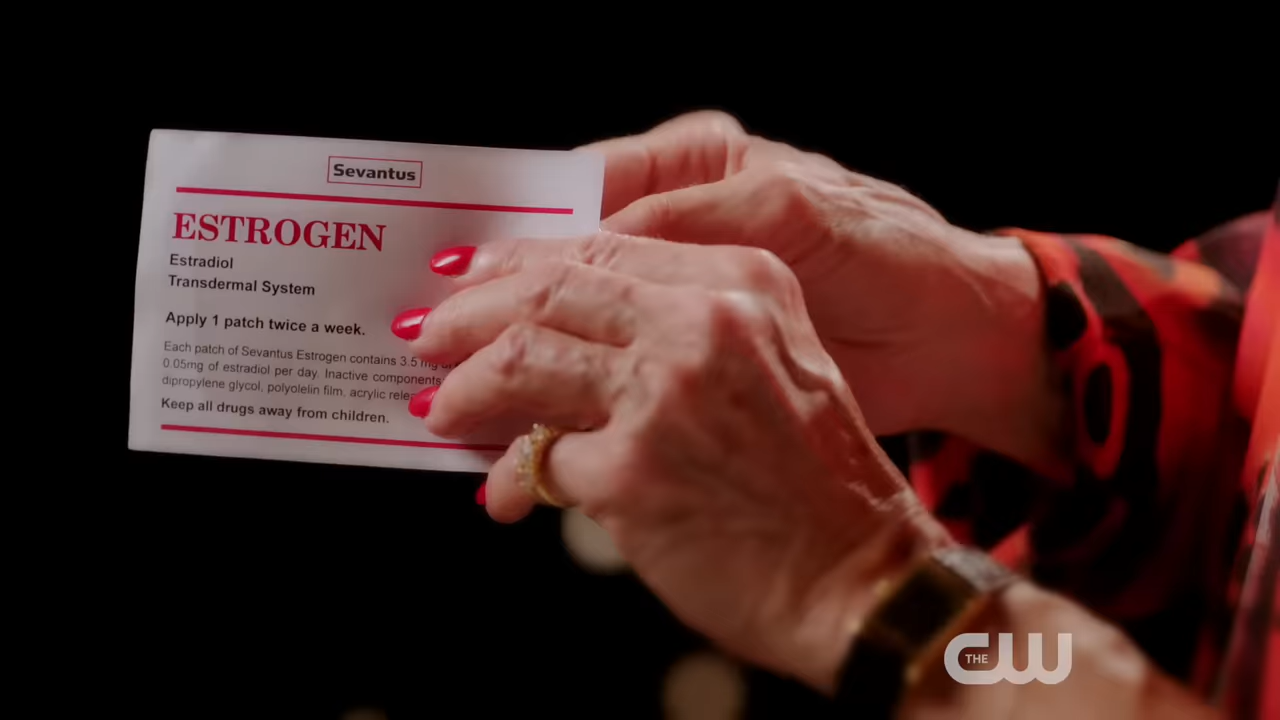 Sevantus
ESTROGEN
Estradiol
Transdermal System
Apply 1 patch twice a week.
Each patch of Sevantus Estrogen contains 3.5 mg
0.05mg of estradiol per day. Inactive components
dipropylene glycol, polyolelin film, acrylic
Keep all drugs away from children.
THE CW